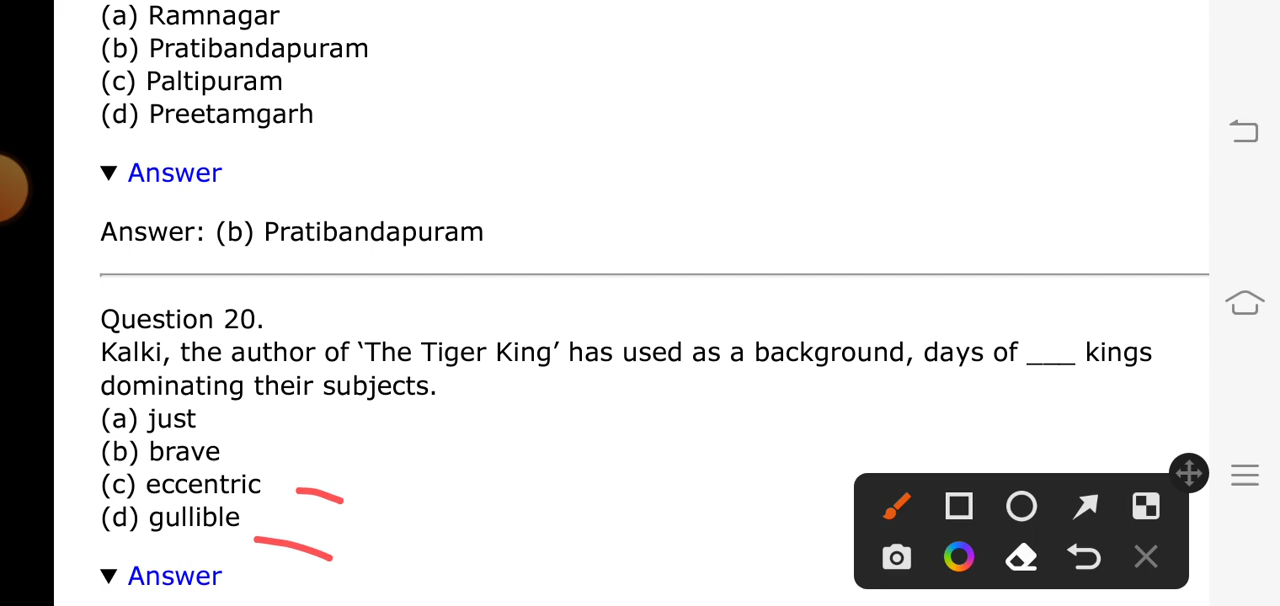 (a) Ramnagar
(b) Pratibandapuram
(c) Paltipuram
(d) Preetamgarh
▼ Answer
Answer: (b) Pratibandapuram
Question 20.
Kalki, the author of ‘The Tiger King’ has used as a background, days of ___ kings
dominating their subjects.
(a) just
(b) brave
(c) eccentric
(d) gullible
▼ Answer